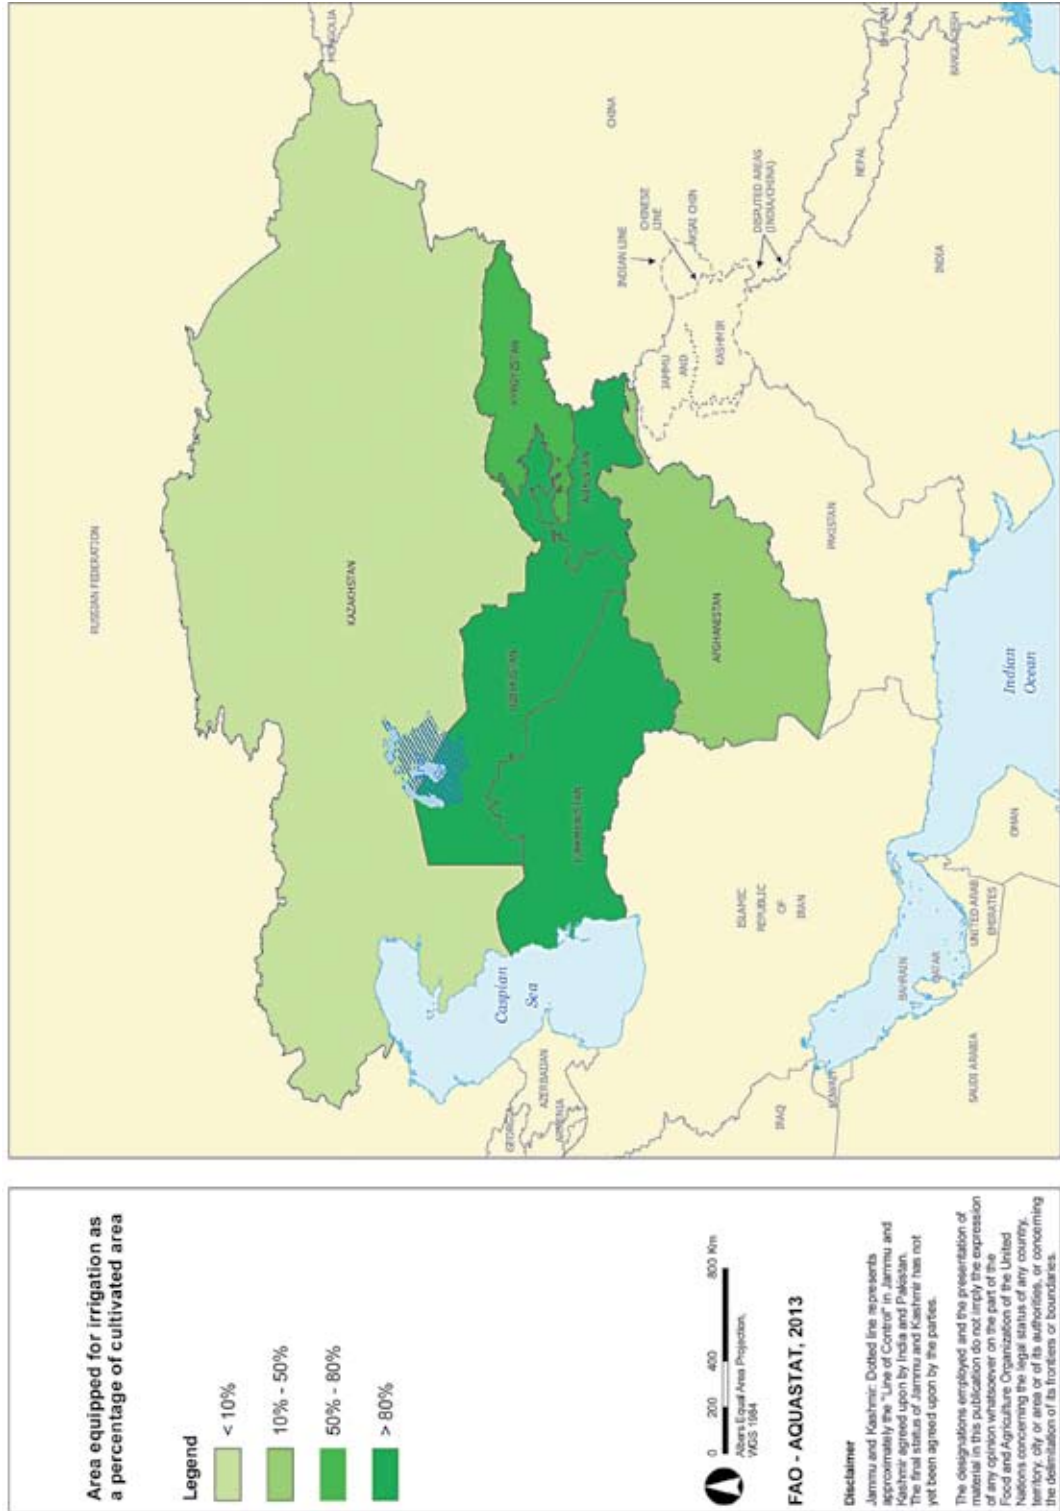 Area equipped for irrigation as
a percentage of cultivated area
Legend
< 10%
10% - 50%
50% - 80%
> 80%
0 200 400 800 Km
Albers Equal Area Projection,
WGS 1984
FAO - AQUASTAT, 2013
Disclaimer
Jammu and Kashmir: Dotted line represents
approximately the "Line of Control" in Jammu and
Kashmir agreed upon by India and Pakistan.
The final status of Jammu and Kashmir has not
yet been agreed upon by the parties.
The designations employed and the presentation of
material in this publication do not imply the expression
of any opinion whatsoever on the part of the
Food and Agriculture Organization of the United
Nations concerning the legal status of any country,
territory, city or area or of its authorities, or concerning
the delimitation of its frontiers or boundaries.
RUSSIAN FEDERATION
MONGOLIA
KAZAKHSTAN
CHINA
GEORGIA
AZERBAIJAN
ARMENIA
Caspian
Sea
UZBEKISTAN
KYRGYZSTAN
TURKMENISTAN
TAJIKISTAN
INDIAN LINE
CHINESE
LINE
AKSAI CHIN
JAMMU
AND
KASHMIR
DISPUTED AREAS
(INDIA/CHINA)
AFGHANISTAN
ISLAMIC
REPUBLIC
OF
IRAN
IRAQ
KUWAIT
PAKISTAN
NEPAL
BHUTAN
BANGLADESH
INDIA
BAHRAIN
QATAR
SAUDI ARABIA
UNITED ARAB
EMIRATES
OMAN
Indian
Ocean